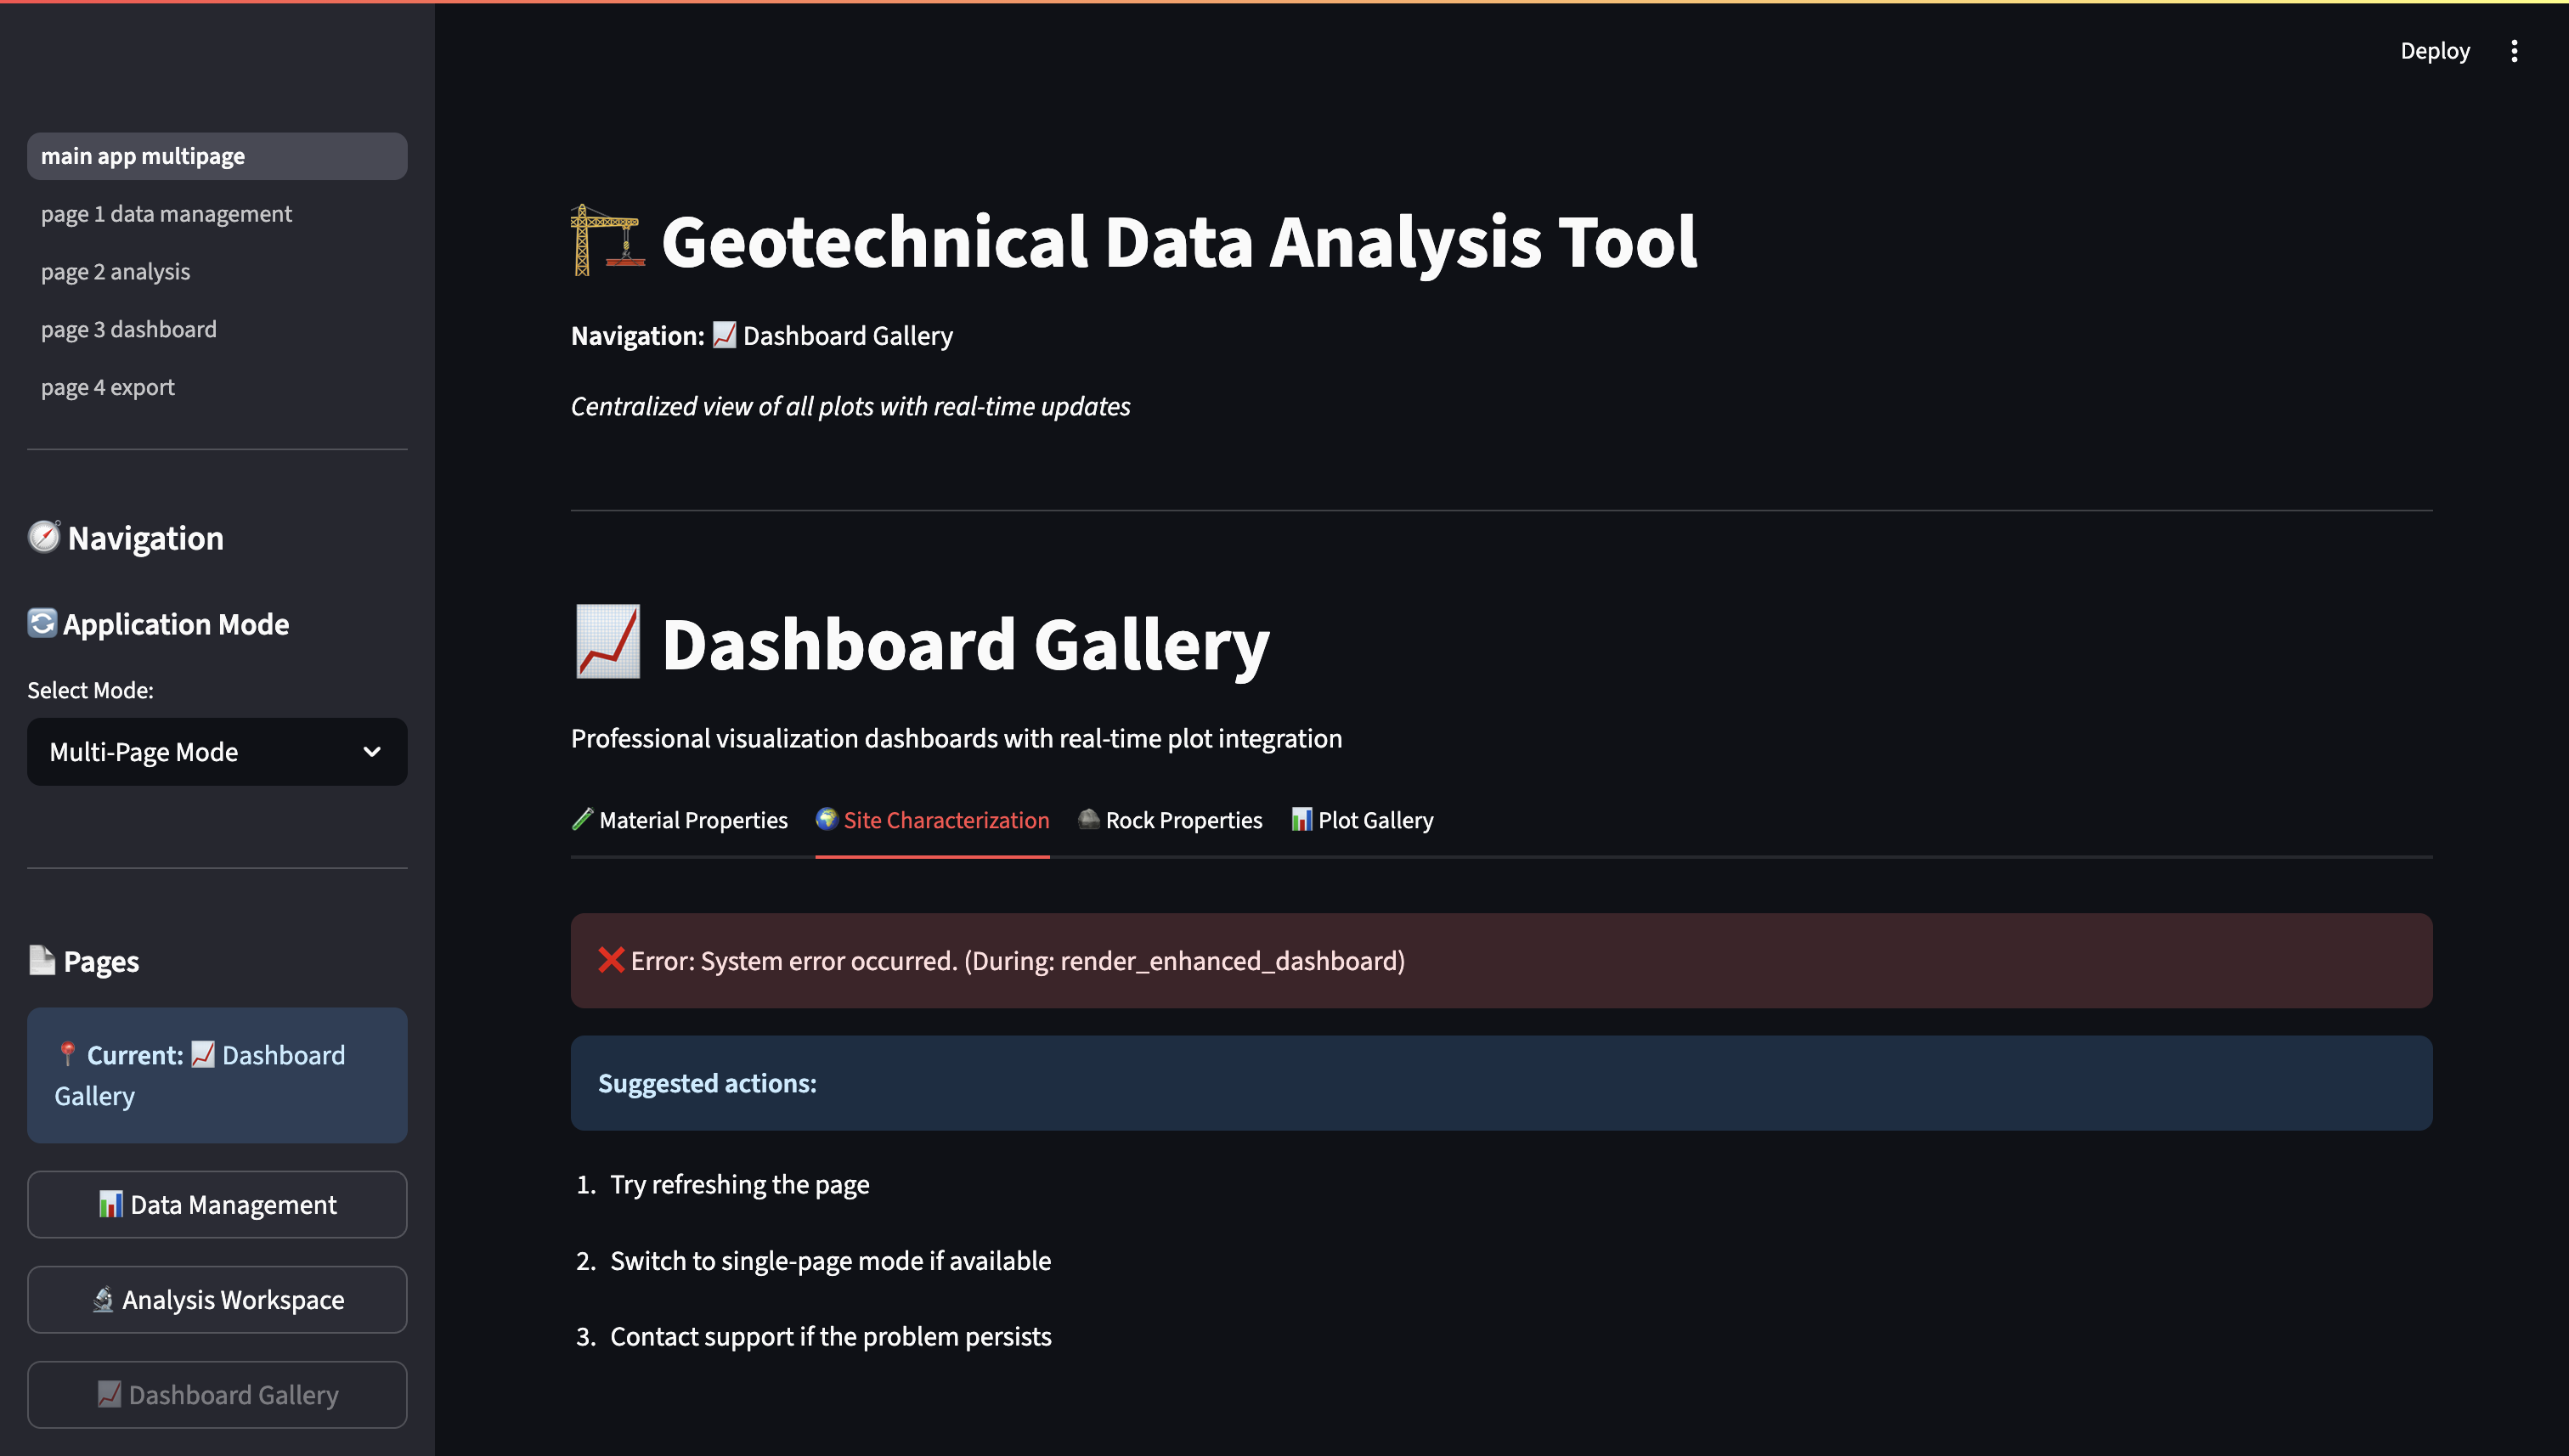 Deploy
main app multipage
page 1 data management
page 2 analysis
page 3 dashboard
page 4 export
Navigation
Application Mode
Select Mode:
Multi-Page Mode
Pages
Current: Dashboard
Gallery
Data Management
Analysis Workspace
Dashboard Gallery
Geotechnical Data Analysis Tool
Navigation: Dashboard Gallery
Centralized view of all plots with real-time updates
Dashboard Gallery
Professional visualization dashboards with real-time plot integration
Material Properties Site Characterization Rock Properties Plot Gallery
Error: System error occurred. (During: render_enhanced_dashboard)
Suggested actions:
1. Try refreshing the page
2. Switch to single-page mode if available
3. Contact support if the problem persists